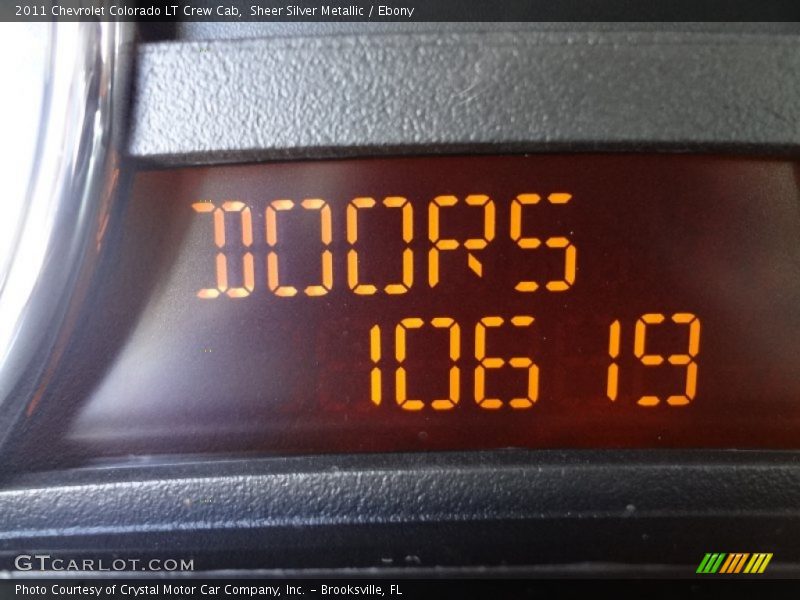 2011 Chevrolet Colorado LT Crew Cab,  Sheer Silver Metallic / Ebony
DOORS
106 19
GTCARLOT.COM
Photo Courtesy of Crystal Motor Car Company, Inc. – Brooksville, FL